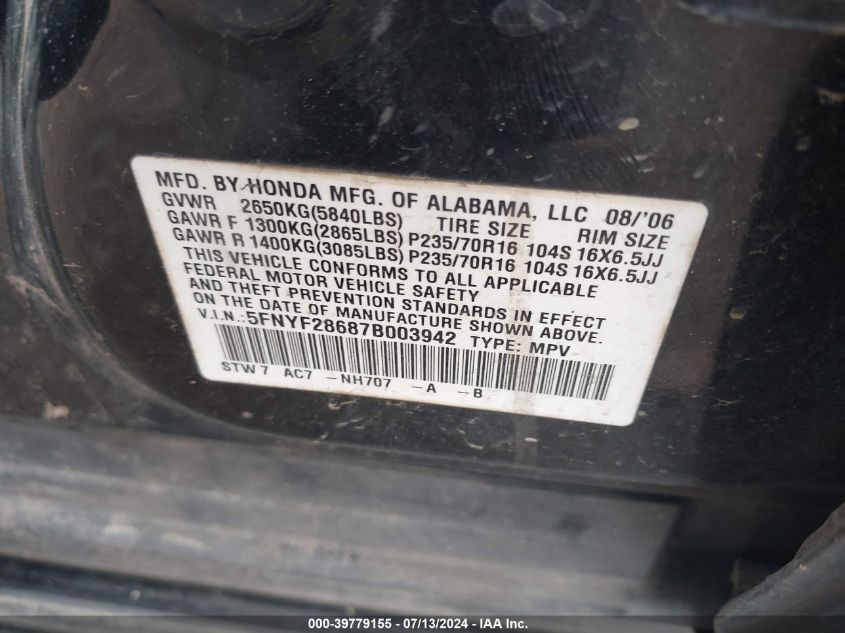 MFD. BY HONDA MFG. OF ALABAMA, LLC 08/'06
GVWR 2650KG(5840LBS) TIRE SIZE RIM SIZE
GAWR F 1300KG(2865LBS) P235/70R16 104S 16X6.5JJ
GAWR R 1400KG(3085LBS) P235/70R16 104S 16X6.5JJ
THIS VEHICLE CONFORMS TO ALL APPLICABLE
FEDERAL MOTOR VEHICLE SAFETY
AND THEFT PREVENTION STANDARDS IN EFFECT
ON THE DATE OF MANUFACTURE SHOWN ABOVE.
V.I.N.: 5FNYF28687B003942 TYPE: MPV
STW7 AC7 -NH707 -A -B
000-39779155 - 07/13/2024 - IAA Inc.